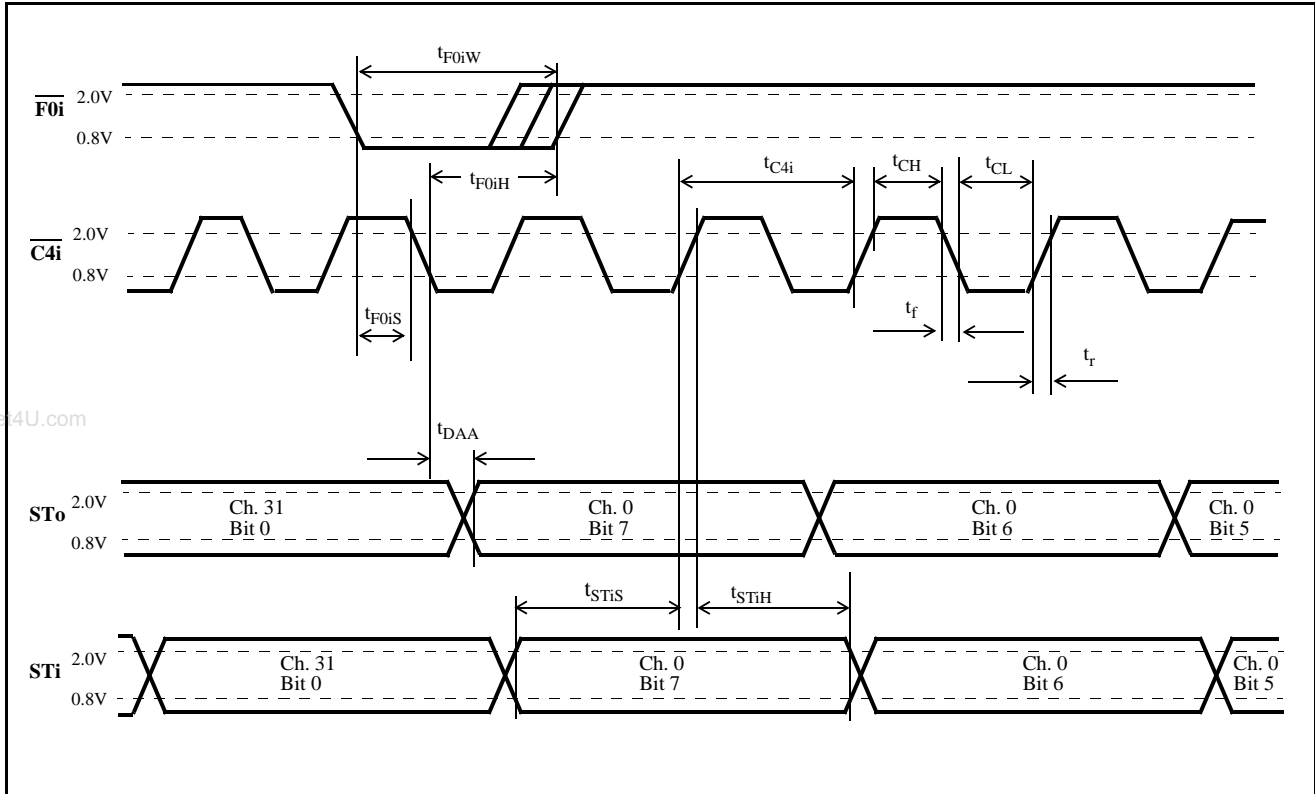 tF0iW
F0i
2.0V
0.8V
tF0iH
tC4i
tCH
tCL
C4i
2.0V
0.8V
tF0iS
tf
tr
et4U.com
tDAA
STo
2.0V
0.8V
Ch. 31
Bit 0
Ch. 0
Bit 7
Ch. 0
Bit 6
Ch. 0
Bit 5
tSTiS
tSTiH
STi
2.0V
0.8V
Ch. 31
Bit 0
Ch. 0
Bit 7
Ch. 0
Bit 6
Ch. 0
Bit 5